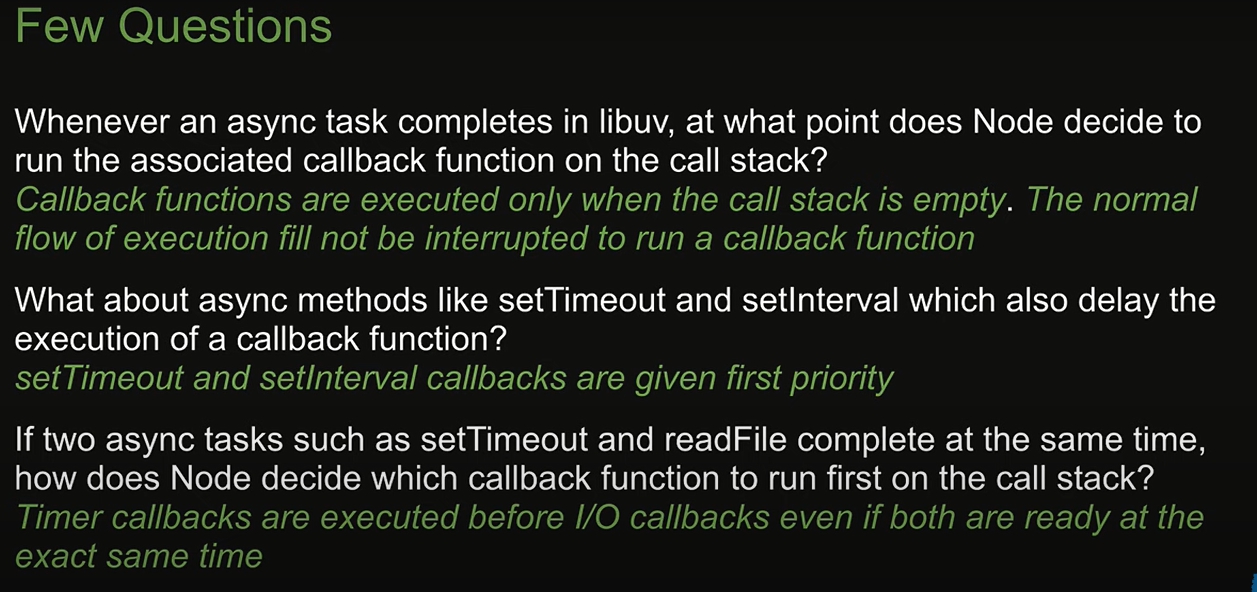 Few Questions
Whenever an async task completes in libuv, at what point does Node decide to
run the associated callback function on the call stack?
Callback functions are executed only when the call stack is empty. The normal
flow of execution fill not be interrupted to run a callback function
What about async methods like setTimeout and setInterval which also delay the
execution of a callback function?
setTimeout and setInterval callbacks are given first priority
If two async tasks such as setTimeout and readFile complete at the same time,
how does Node decide which callback function to run first on the call stack?
Timer callbacks are executed before I/O callbacks even if both are ready at the
exact same time